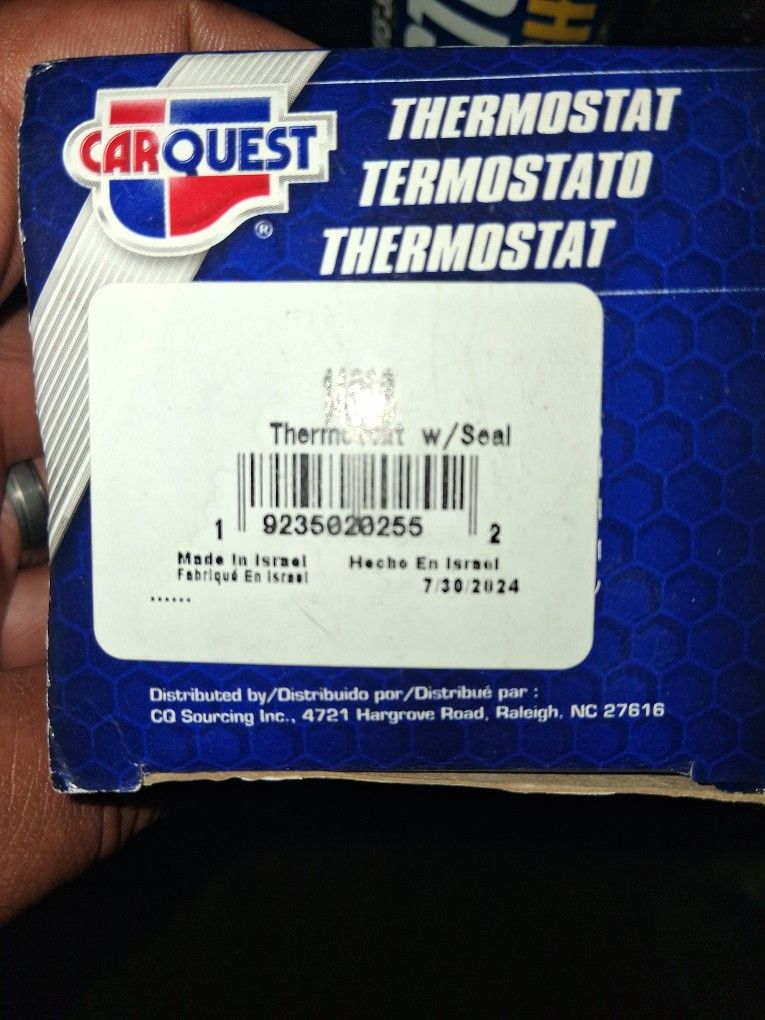 CARQUEST
®
THERMOSTAT
TERMOSTATO
THERMOSTAT
Thermostat w/Seal
1 9235020255 2
Made In Israel Hecho En Israel
Fabriqué En Israel
7/30/2024
......
Distributed by/Distribuido por/Distribué par :
CQ Sourcing Inc., 4721 Hargrove Road, Raleigh, NC 27616